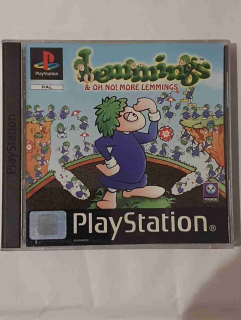 PlayStation
PAL
Lemmings
& OH NO! MORE LEMMINGS
PlayStation
PlayStation®